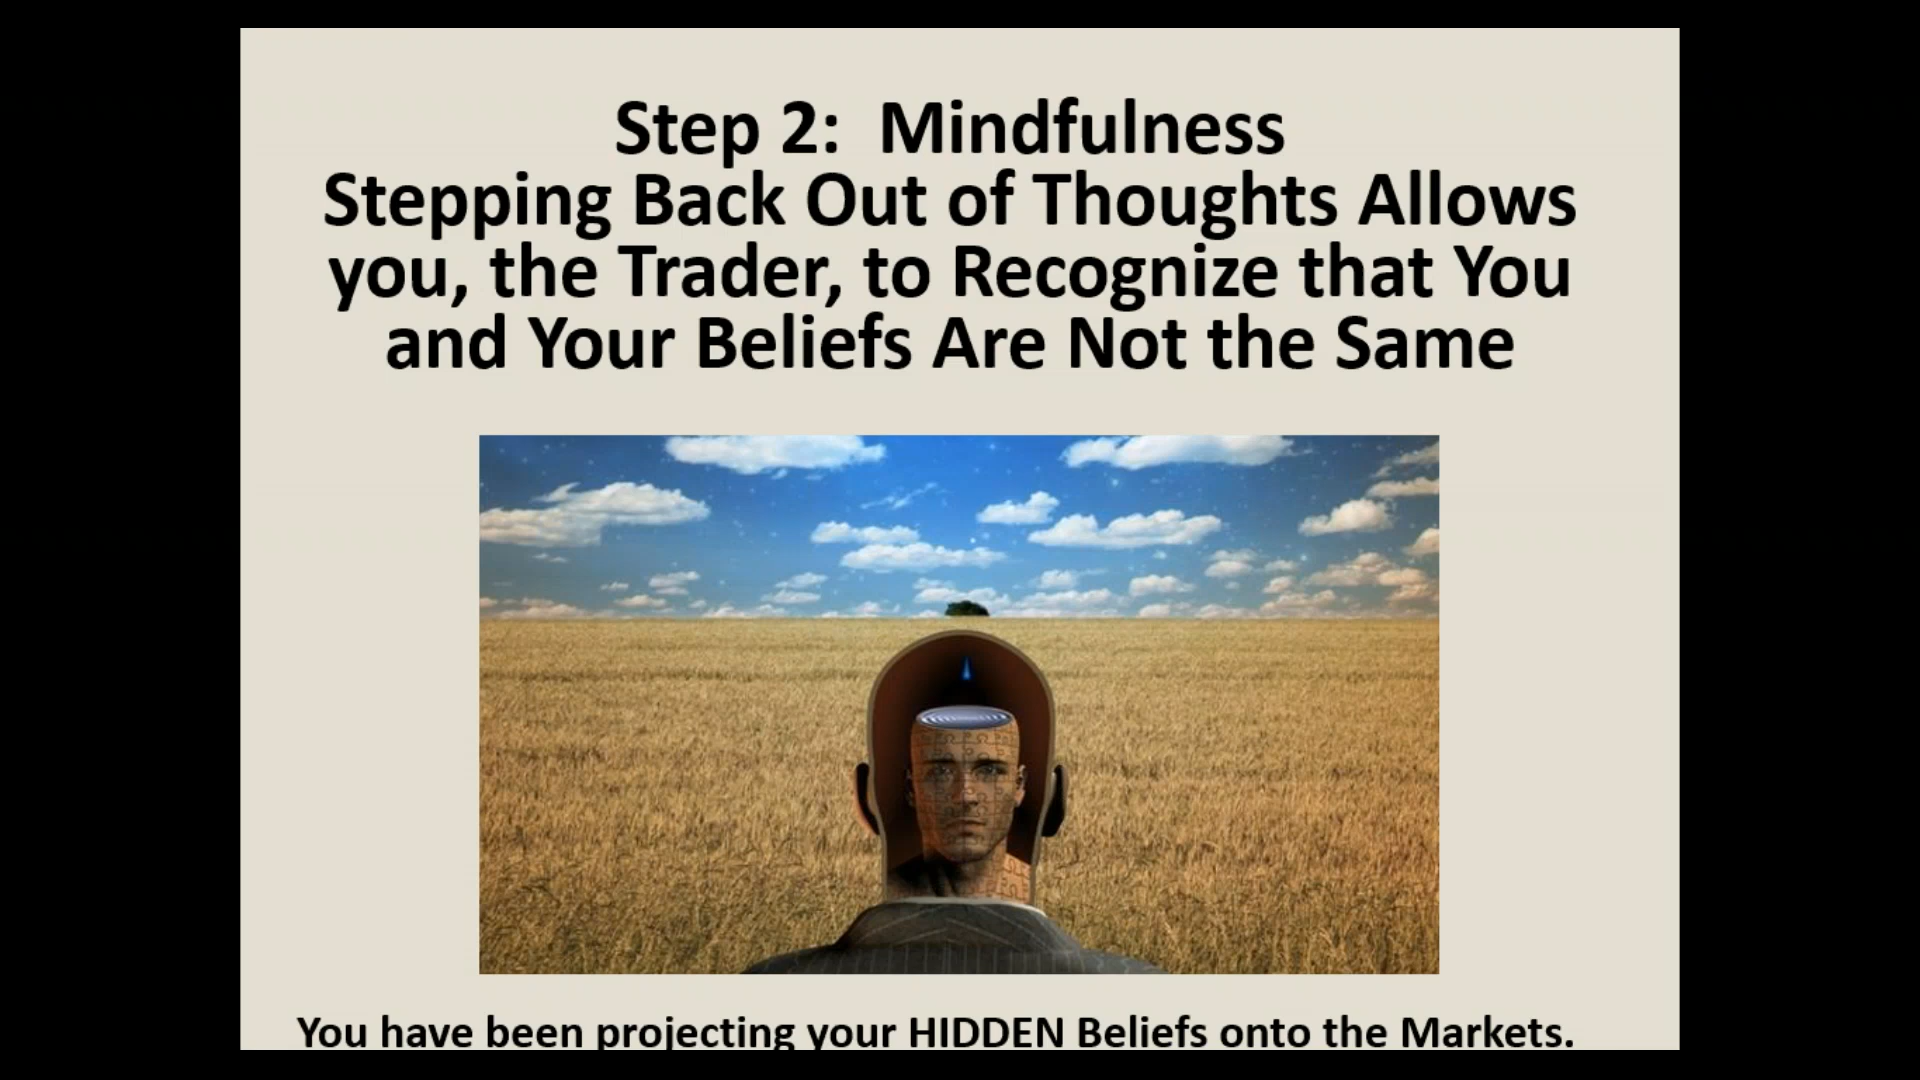 Step 2:  Mindfulness
Stepping Back Out of Thoughts Allows
you, the Trader, to Recognize that You
and Your Beliefs Are Not the Same
You have been projecting your HIDDEN Beliefs onto the Markets.